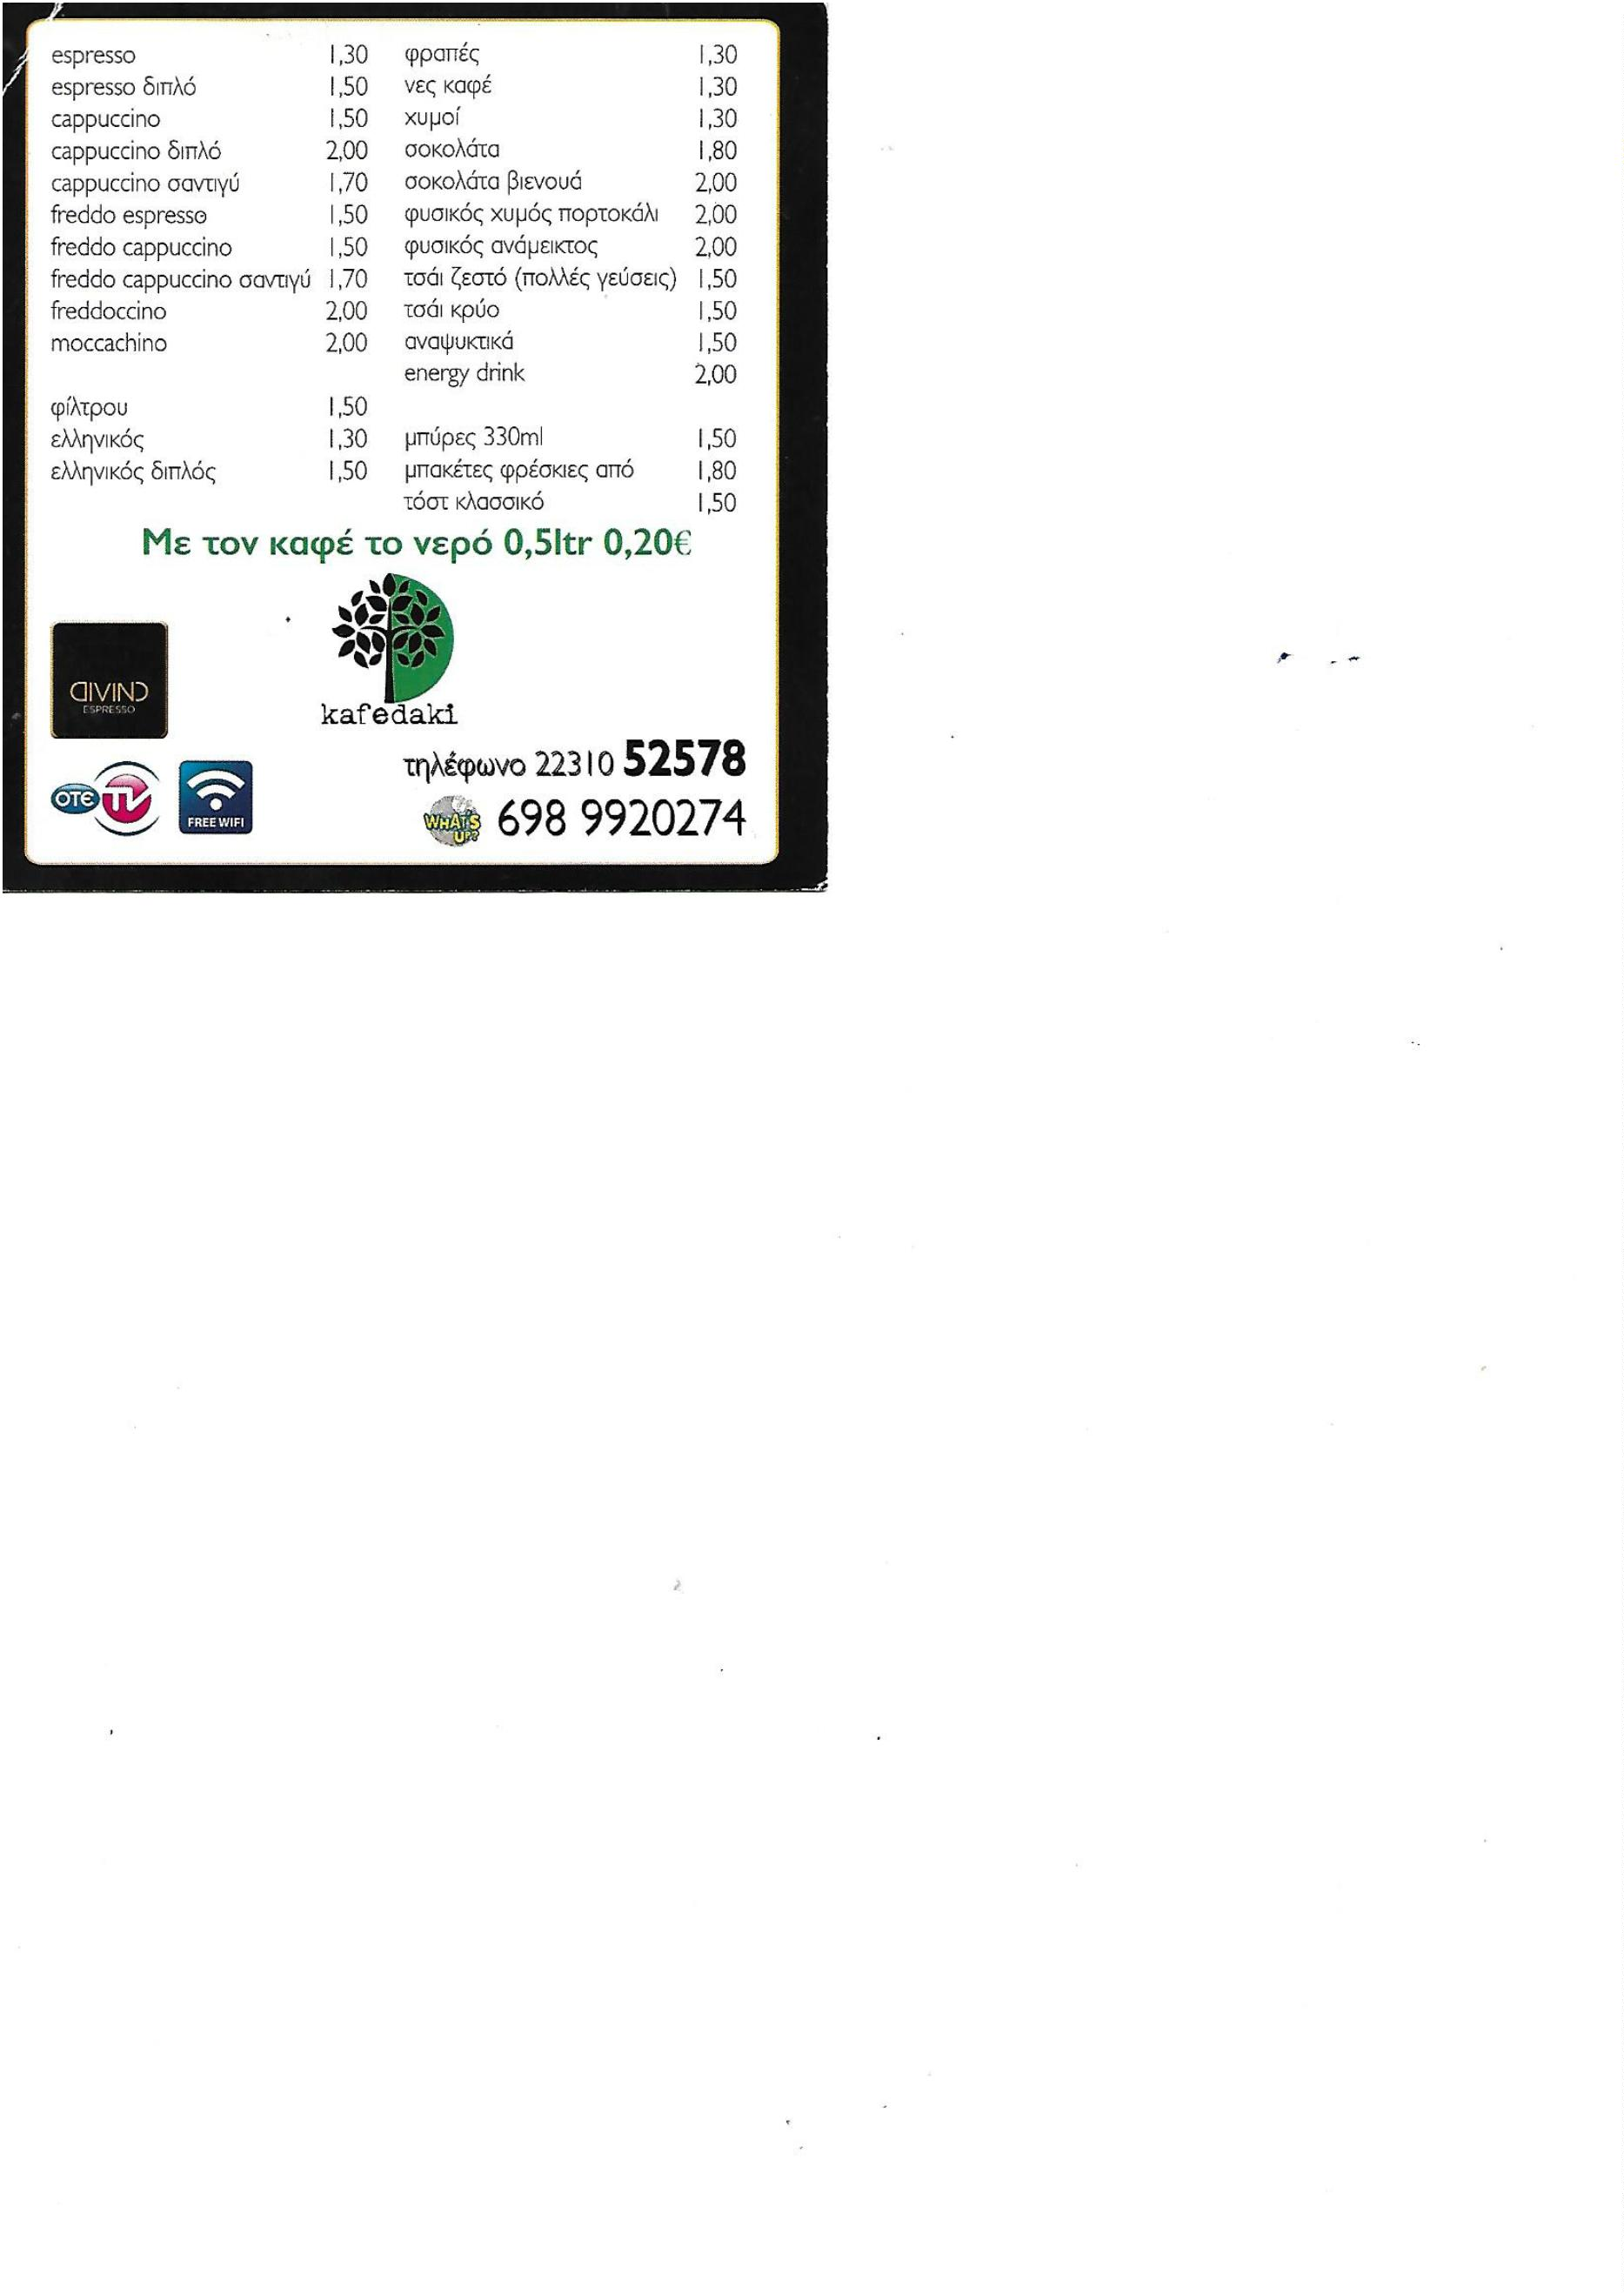 espresso 1,30
espresso διπλό 1,50
cappuccino 1,50
cappuccino διπλό 2,00
cappuccino σαντιγύ 1,70
freddo espresso 1,50
freddo cappuccino 1,50
freddo cappuccino σαντιγύ 1,70
freddoccino 2,00
moccachino 2,00
φίλτρου 1,50
ελληνικός 1,30
ελληνικός διπλός 1,50
φραπές 1,30
νες καφέ 1,30
χυμοί 1,30
σοκολάτα 1,80
σοκολάτα βιενουά 2,00
φυσικός χυμός πορτοκάλι 2,00
φυσικός ανάμεικτος 2,00
τσάι ζεστό (πολλές γεύσεις) 1,50
τσάι κρύο 1,50
αναψυκτικά 1,50
energy drink 2,00
μπύρες 330ml 1,50
μπακέτες φρέσκιες από 1,80
τόστ κλασσικό 1,50
Με τον καφέ το νερό 0,5ltr 0,20€
DIVINO
ESPRESSO
kafedaki
τηλέφωνο 22310 52578
OTE TV
FREE WIFI
WHAT'S UP? 698 9920274